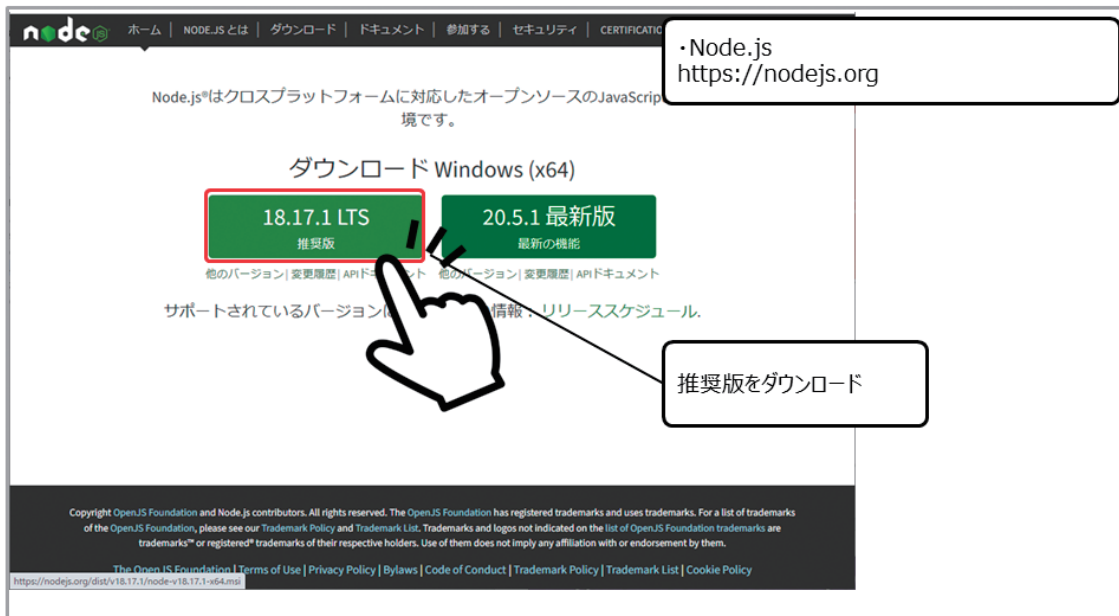 node JS
ホーム | NODE.JS とは | ダウンロード | ドキュメント | 参加する | セキュリティ | CERTIFICATIO
・Node.js
https://nodejs.org
Node.js®はクロスプラットフォームに対応したオープンソースのJavaScrip
境です。
ダウンロード Windows (x64)
18.17.1 LTS
推奨版
20.5.1 最新版
最新の機能
他のバージョン| 変更履歴| APIドキュメント
他のバージョン| 変更履歴| APIドキュメント
サポートされているバージョンに 情報： リリーススケジュール.
推奨版をダウンロード
Copyright OpenJS Foundation and Node.js contributors. All rights reserved. The OpenJS Foundation has registered trademarks and uses trademarks. For a list of trademarks
of the OpenJS Foundation, please see our Trademark Policy and Trademark List. Trademarks and logos not indicated on the list of OpenJS Foundation trademarks are
trademarks™ or registered® trademarks of their respective holders. Use of them does not imply any affiliation with or endorsement by them.
The OpenJS Foundation | Terms of Use | Privacy Policy | Bylaws | Code of Conduct | Trademark Policy | Trademark List | Cookie Policy
https://nodejs.org/dist/v18.17.1/node-v18.17.1-x64.msi